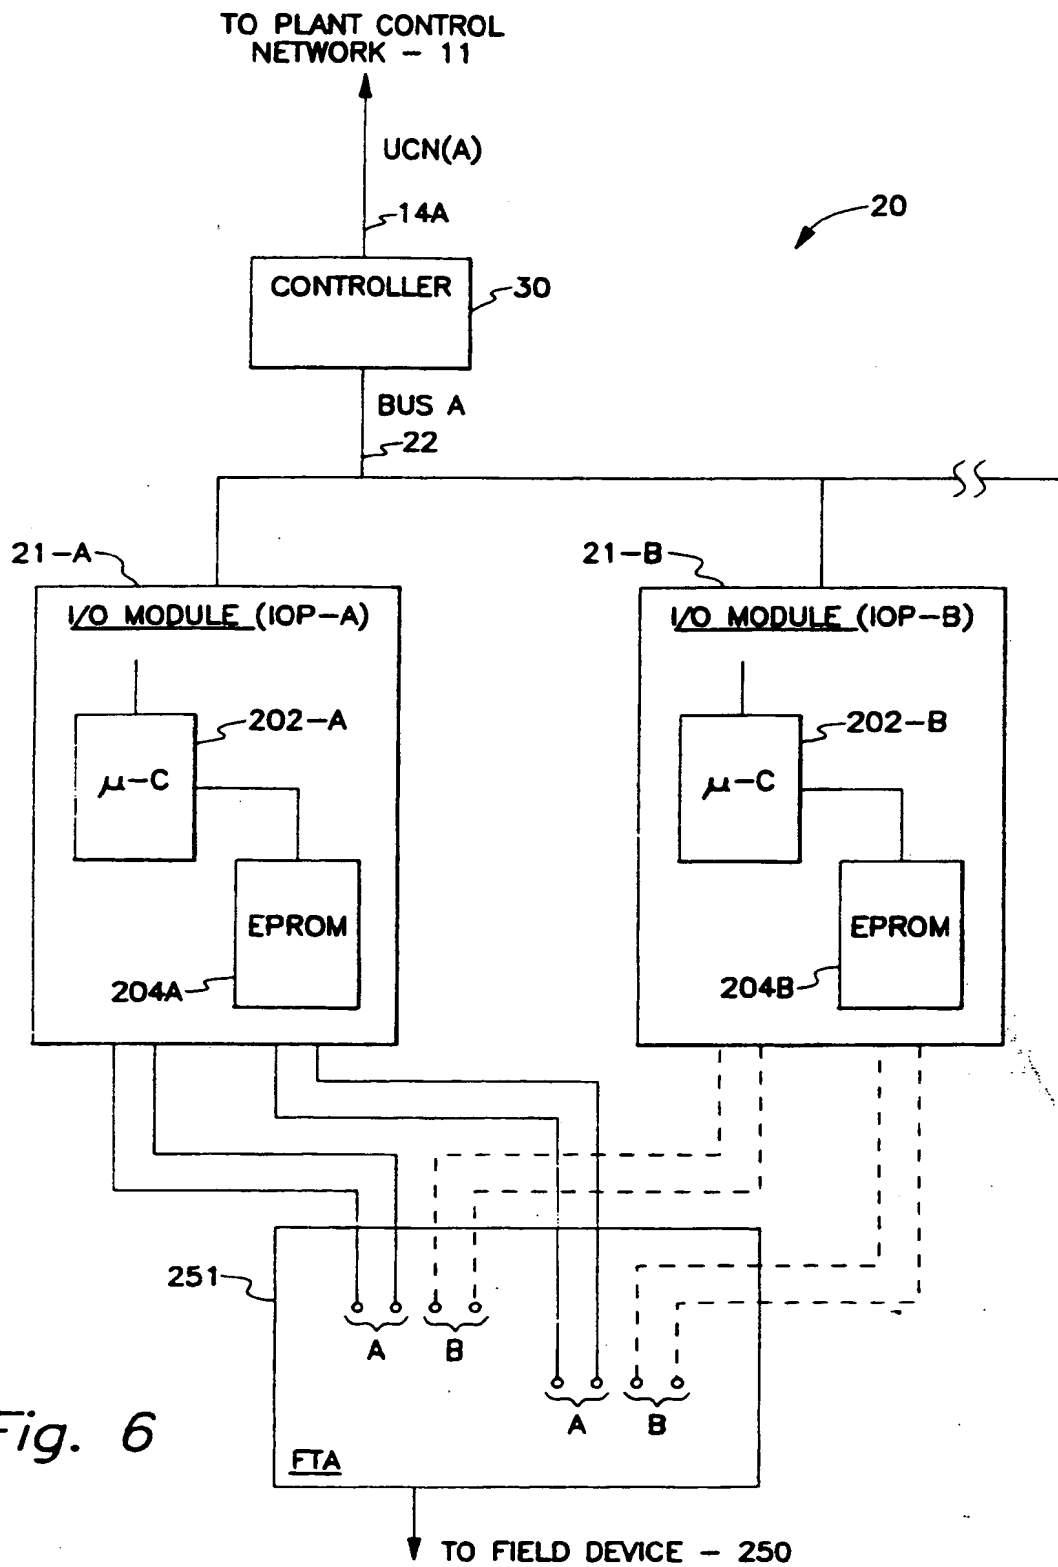 TO PLANT CONTROL
NETWORK - 11
UCN(A)
14A
20
CONTROLLER
30
BUS A
22
21-A
21-B
I/O MODULE (IOP-A)
I/O MODULE (IOP-B)
202-A
202-B
μ-C
μ-C
EPROM
EPROM
204A
204B
251
A
B
A
B
Fig. 6
FTA
TO FIELD DEVICE - 250